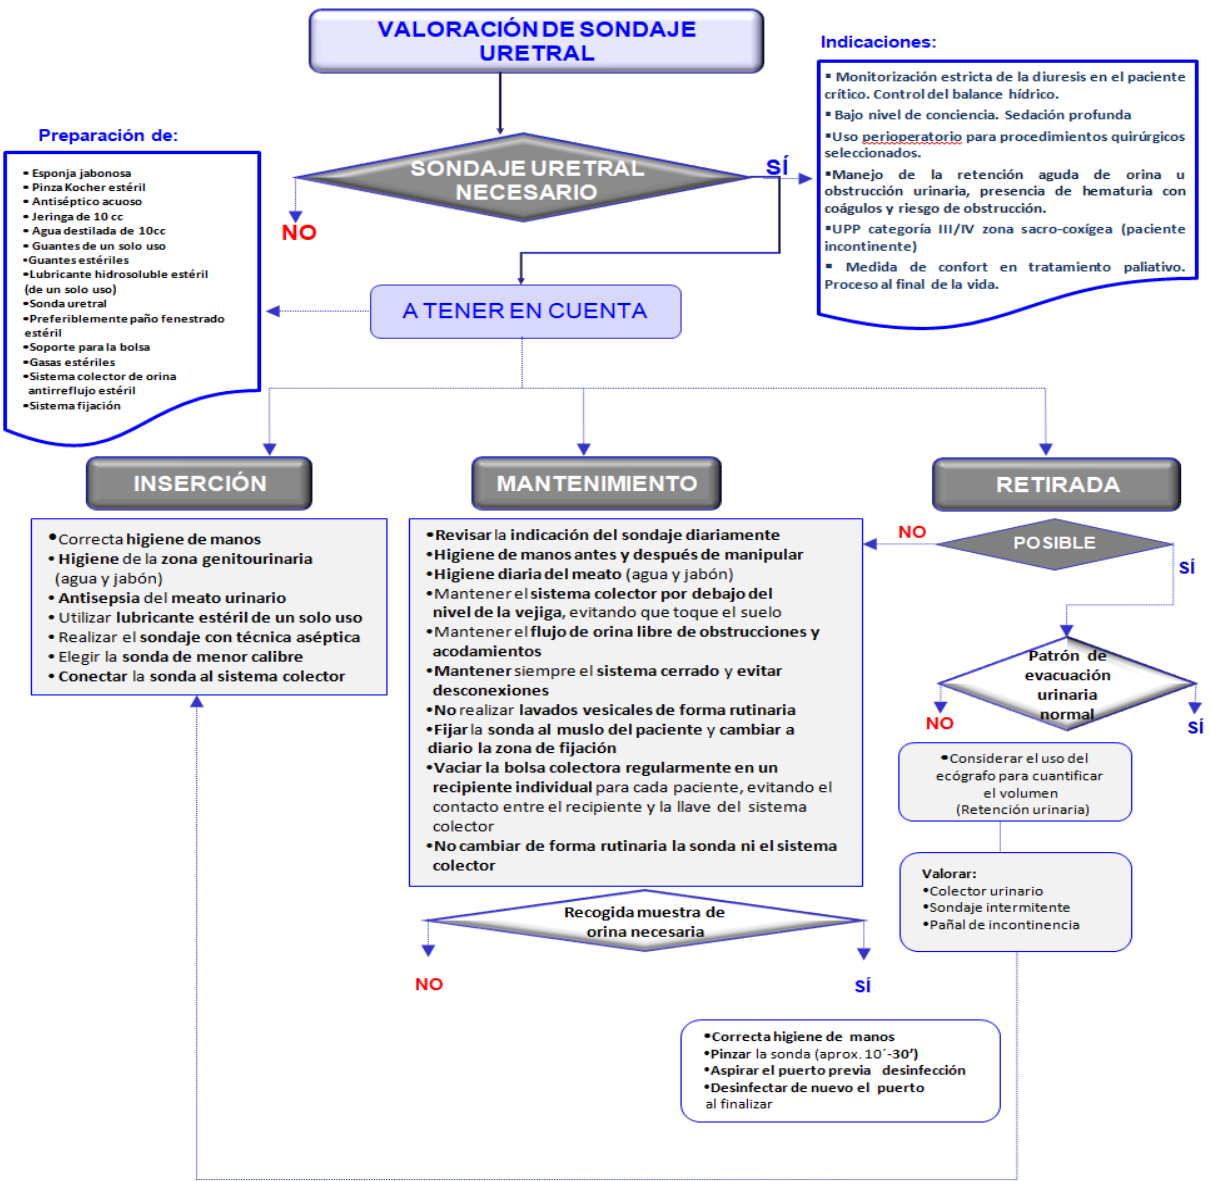 VALORACIÓN DE SONDAJE
URETRAL
Indicaciones:
▪ Monitorización estricta de la diuresis en el paciente
crítico. Control del balance hídrico.
▪ Bajo nivel de conciencia. Sedación profunda
▪Uso perioperatorio para procedimientos quirúrgicos
seleccionados.
▪Manejo de la retención aguda de orina u
obstrucción urinaria, presencia de hematuria con
coágulos y riesgo de obstrucción.
▪UPP categoría III/IV zona sacro-coxígea (paciente
incontinente)
▪ Medida de confort en tratamiento paliativo.
Proceso al final de la vida.
Preparación de:
• Esponja jabonosa
• Pinza Kocher estéril
• Antiséptico acuoso
• Jeringa de 10 cc
• Agua destilada de 10cc
• Guantes de un solo uso
•Guantes estériles
•Lubricante hidrosoluble estéril
(de un solo uso)
•Sonda uretral
•Preferiblemente paño fenestrado
estéril
•Soporte para la bolsa
•Gasas estériles
•Sistema colector de orina
antirreflujo estéril
•Sistema fijación
SONDAJE URETRAL
NECESARIO
SÍ
NO
A TENER EN CUENTA
INSERCIÓN
•Correcta higiene de manos
• Higiene de la zona genitourinaria
(agua y jabón)
• Antisepsia del meato urinario
• Utilizar lubricante estéril de un solo uso
• Realizar el sondaje con técnica aséptica
• Elegir la sonda de menor calibre
• Conectar la sonda al sistema colector
MANTENIMIENTO
•Revisar la indicación del sondaje diariamente
•Higiene de manos antes y después de manipular
•Higiene diaria del meato (agua y jabón)
•Mantener el sistema colector por debajo del
nivel de la vejiga, evitando que toque el suelo
•Mantener el flujo de orina libre de obstrucciones y
acodamientos
•Mantener siempre el sistema cerrado y evitar
desconexiones
•No realizar lavados vesicales de forma rutinaria
•Fijar la sonda al muslo del paciente y cambiar a
diario la zona de fijación
•Vaciar la bolsa colectora regularmente en un
recipiente individual para cada paciente, evitando el
contacto entre el recipiente y la llave del sistema
colector
•No cambiar de forma rutinaria la sonda ni el sistema
colector
Recogida muestra de
orina necesaria
NO
SÍ
•Correcta higiene de manos
•Pinzar la sonda (aprox. 10´-30’)
•Aspirar el puerto previa desinfección
•Desinfectar de nuevo el puerto
al finalizar
RETIRADA
NO
POSIBLE
SÍ
Patrón de
evacuación
urinaria
normal
NO
SÍ
•Considerar el uso del
ecógrafo para cuantificar
el volumen
(Retención urinaria)
Valorar:
•Colector urinario
•Sondaje intermitente
•Pañal de incontinencia